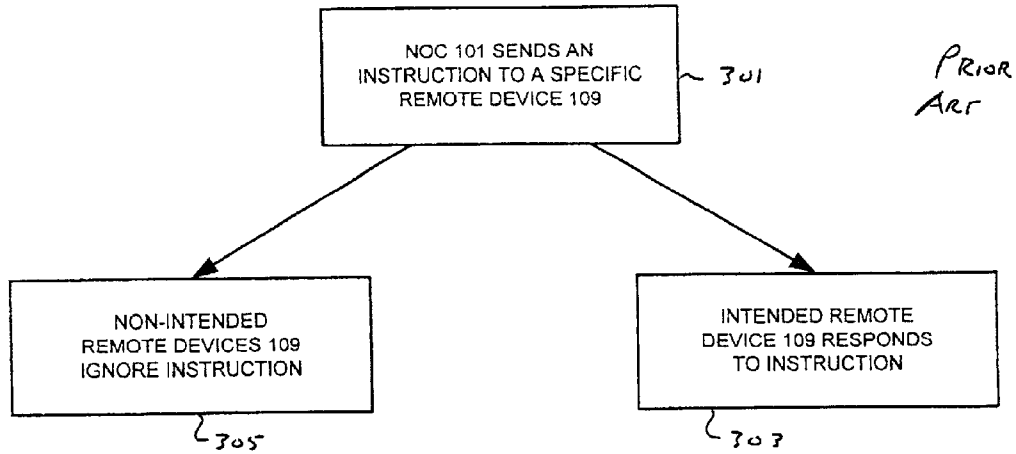 NOC 101 SENDS AN
INSTRUCTION TO A SPECIFIC
REMOTE DEVICE 109
301
PRIOR
ART
NON-INTENDED
REMOTE DEVICES 109
IGNORE INSTRUCTION
305
INTENDED REMOTE
DEVICE 109 RESPONDS
TO INSTRUCTION
303